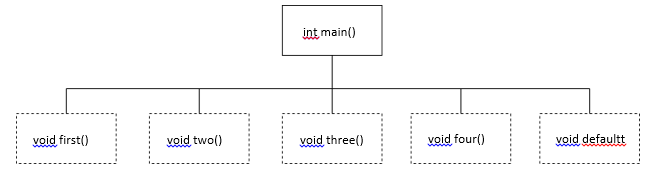 int main()
void first()
void two()
void three()
void four()
void defaultt